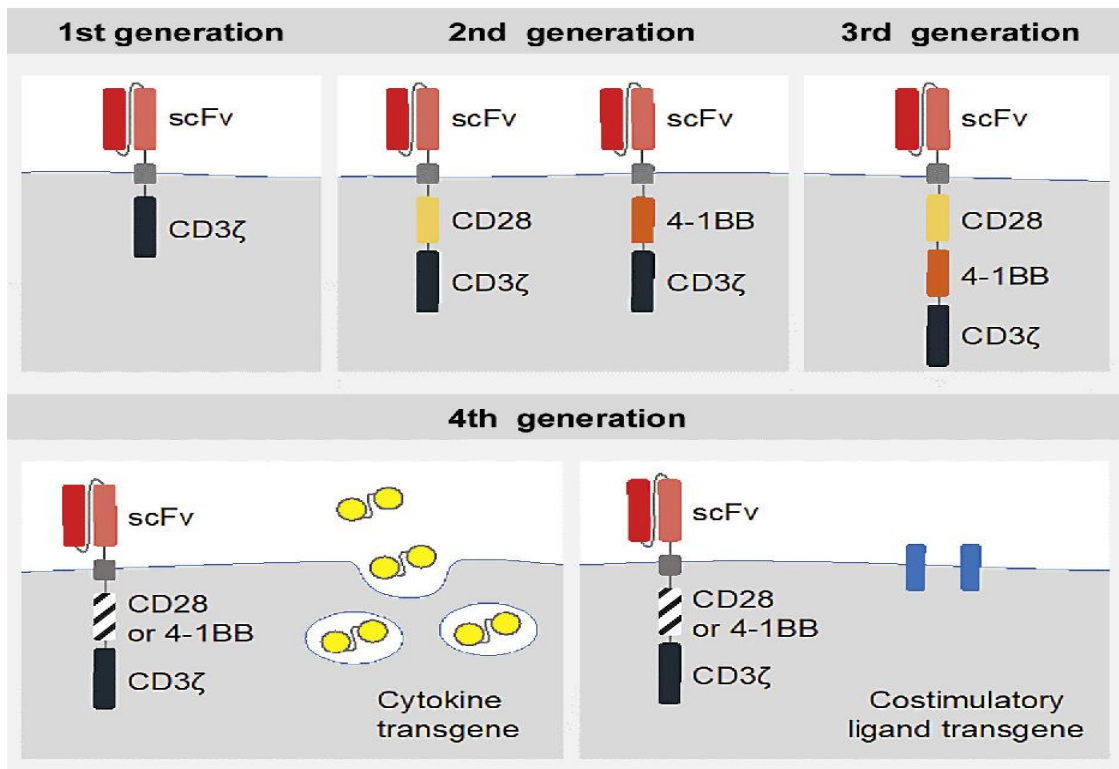 1st generation
2nd generation
3rd generation
scFv
CD3ζ
scFv
CD28
CD3ζ
scFv
4-1BB
CD3ζ
scFv
CD28
4-1BB
CD3ζ
4th generation
scFv
CD28
or 4-1BB
CD3ζ
Cytokine
transgene
scFv
CD28
or 4-1BB
CD3ζ
Costimulatory
ligand transgene